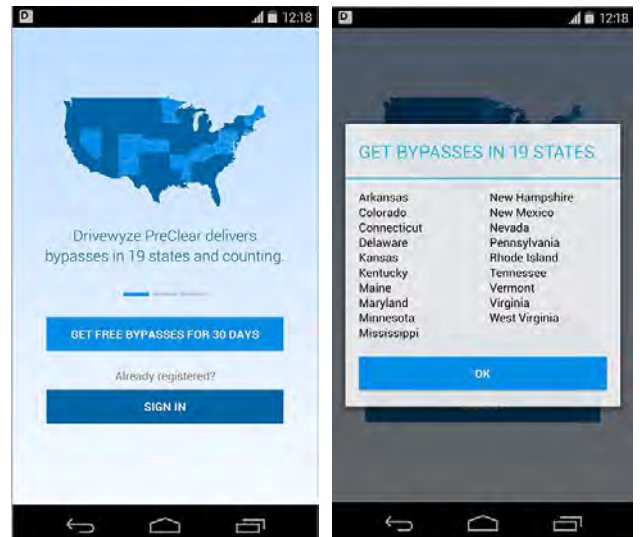 12:18
Drivewyze PreClear delivers
bypasses in 19 states and counting.
GET FREE BYPASSES FOR 30 DAYS
Already registered?
SIGN IN
12:18
GET BYPASSES IN 19 STATES
Arkansas
Colorado
Connecticut
Delaware
Kansas
Kentucky
Maine
Maryland
Minnesota
Mississippi
New Hampshire
New Mexico
Nevada
Pennsylvania
Rhode Island
Tennessee
Vermont
Virginia
West Virginia
OK